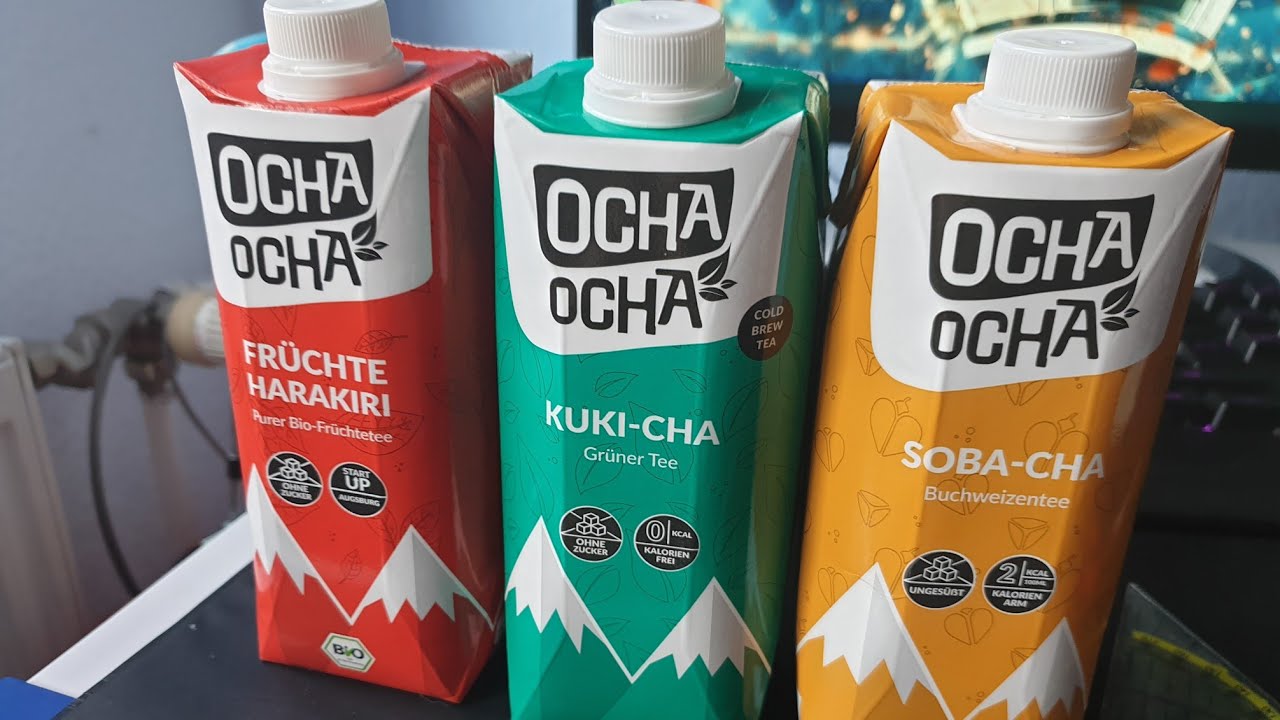 OCHA
OCHA
FRÜCHTE
HARAKIRI
Purer Bio-Früchtetee
OHNE
ZUCKER
START
UP
AUGSBURG
BIO
OCHA
OCHA
COLD
BREW
TEA
KUKI-CHA
Grüner Tee
OHNE
ZUCKER
0 KCAL
KALORIEN
FREI
OCHA
OCHA
SOBA-CHA
Buchweizentee
UNGESÜßT
2 KCAL
100ML
KALORIEN
ARM